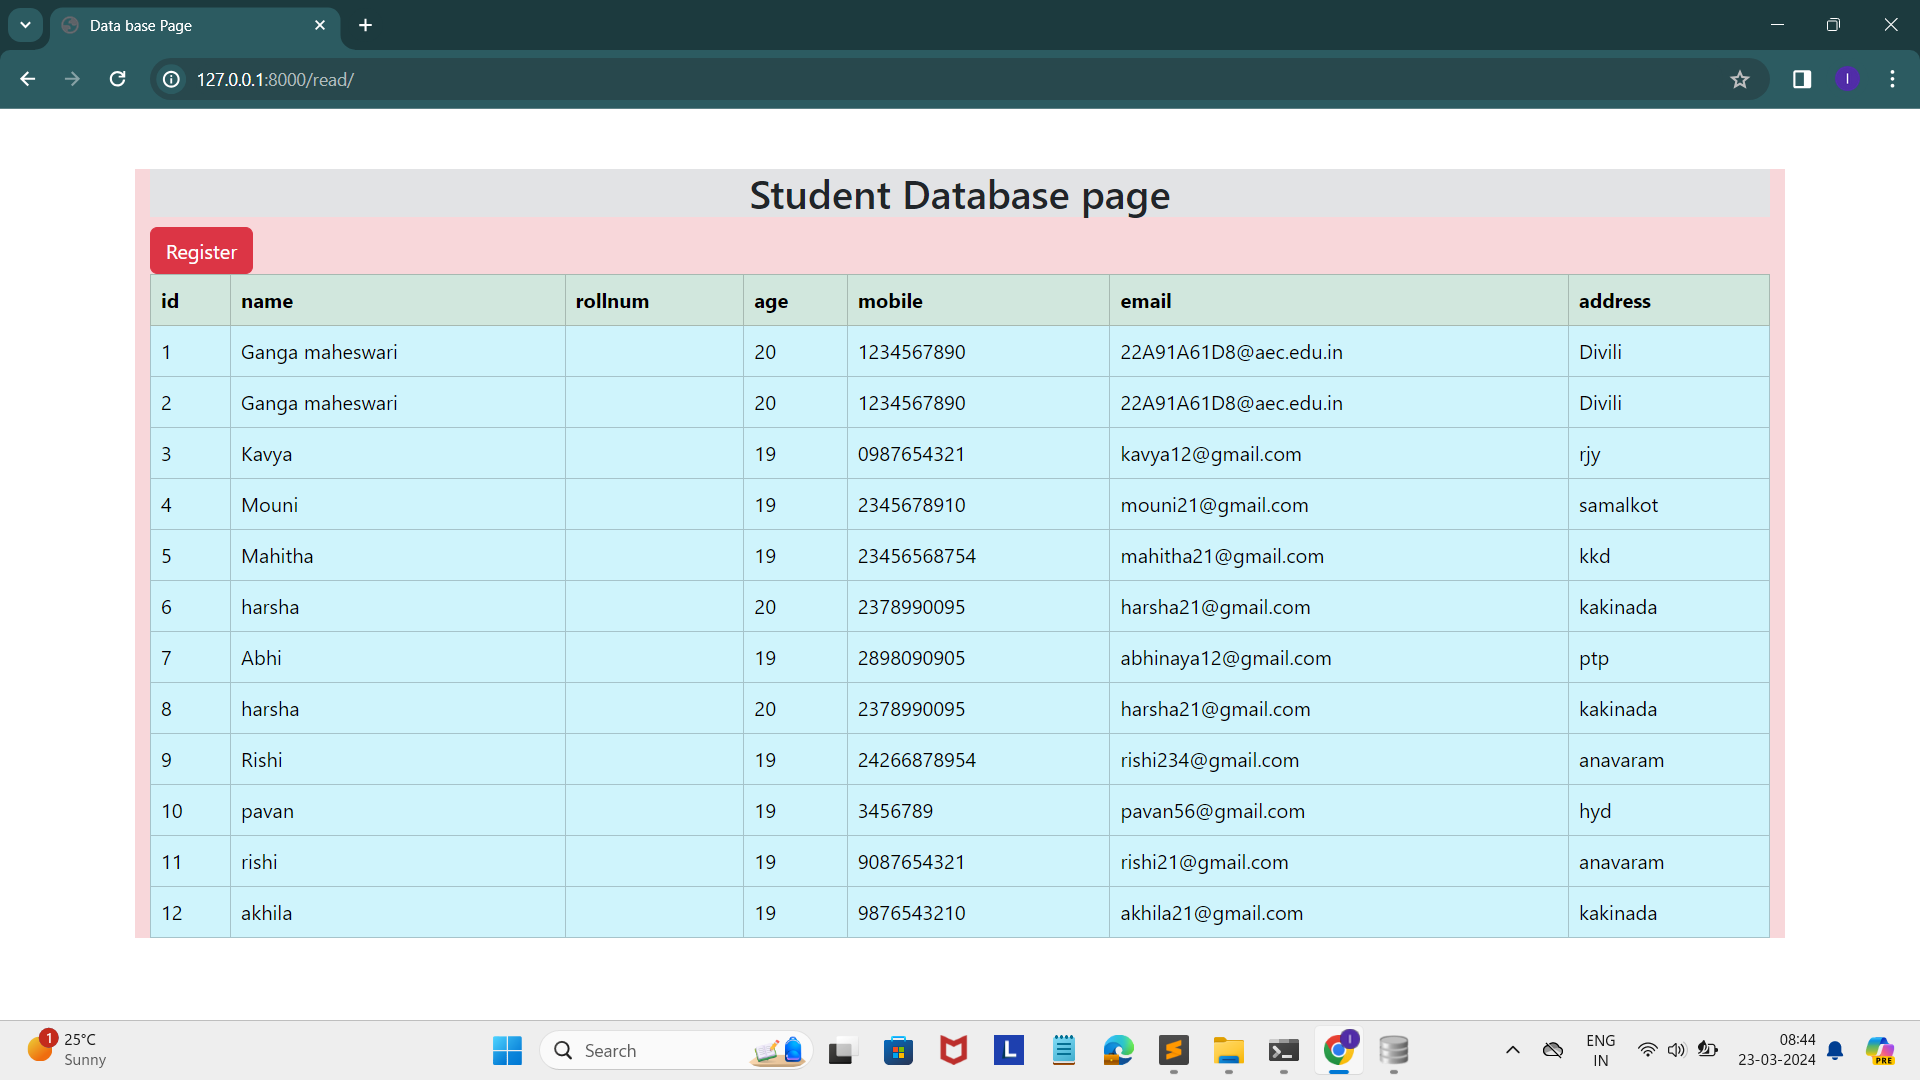 Data base Page
127.0.0.1:8000/read/
I
Student Database page
Register
id name rollnum age mobile email address
1 Ganga maheswari 20 1234567890 22A91A61D8@aec.edu.in Divili
2 Ganga maheswari 20 1234567890 22A91A61D8@aec.edu.in Divili
3 Kavya 19 0987654321 kavya12@gmail.com rjy
4 Mouni 19 2345678910 mouni21@gmail.com samalkot
5 Mahitha 19 23456568754 mahitha21@gmail.com kkd
6 harsha 20 2378990095 harsha21@gmail.com kakinada
7 Abhi 19 2898090905 abhinaya12@gmail.com ptp
8 harsha 20 2378990095 harsha21@gmail.com kakinada
9 Rishi 19 24266878954 rishi234@gmail.com anavaram
10 pavan 19 3456789 pavan56@gmail.com hyd
11 rishi 19 9087654321 rishi21@gmail.com anavaram
12 akhila 19 9876543210 akhila21@gmail.com kakinada
1 25°C
Sunny
Search
L
I
ENG
IN
08:44
23-03-2024
PRE